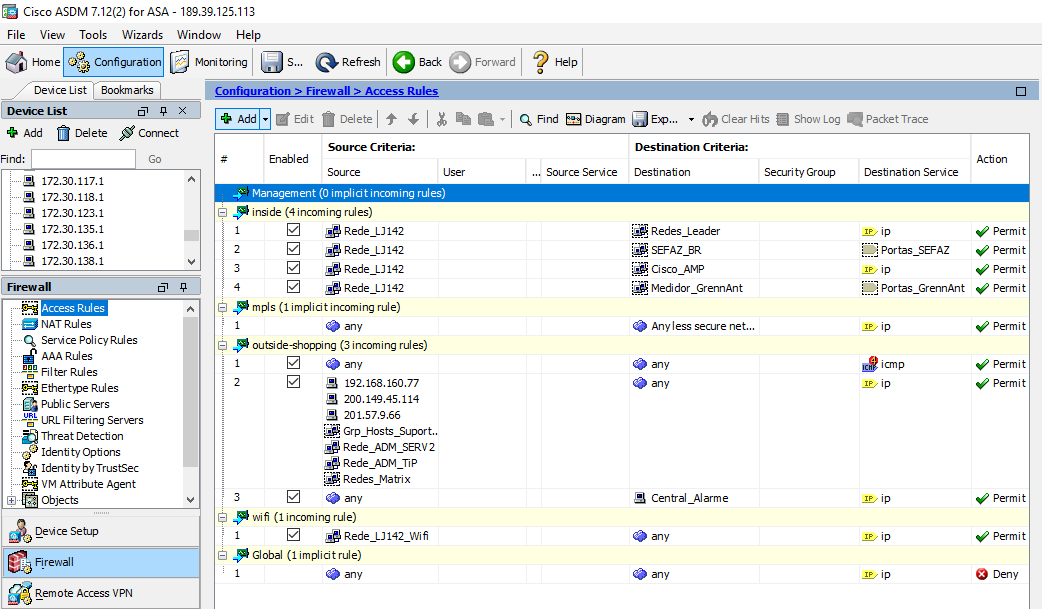 Cisco ASDM 7.12(2) for ASA - 189.39.125.113
File View Tools Wizards Window Help
Home Configuration Monitoring S... Refresh Back Forward Help
Device List Bookmarks
Device List
Add Delete Connect
Find: Go
172.30.117.1
172.30.118.1
172.30.123.1
172.30.135.1
172.30.136.1
172.30.138.1
Firewall
Access Rules
NAT Rules
Service Policy Rules
AAA Rules
Filter Rules
Ethertype Rules
Public Servers
URL Filtering Servers
Threat Detection
Identity Options
Identity by TrustSec
VM Attribute Agent
Objects
Device Setup
Firewall
Remote Access VPN
Configuration > Firewall > Access Rules
Add Edit Delete Find Diagram Exp... Clear Hits Show Log Packet Trace
# Enabled Source Criteria: Destination Criteria: Action
Source User ... Source Service Destination Security Group Destination Service
Management (0 implicit incoming rules)
inside (4 incoming rules)
1 Rede_LJ142 Redes_Leader ip Permit
2 Rede_LJ142 SEFAZ_BR Portas_SEFAZ Permit
3 Rede_LJ142 Cisco_AMP ip Permit
4 Rede_LJ142 Medidor_GrennAnt Portas_GrennAnt Permit
mpls (1 implicit incoming rule)
1 any Any less secure net... ip Permit
outside-shopping (3 incoming rules)
1 any any icmp Permit
2 192.168.160.77 any ip Permit
200.149.45.114
201.57.9.66
Grp_Hosts_Suport..
Rede_ADM_SERV2
Rede_ADM_TiP
Redes_Matrix
3 any Central_Alarme ip Permit
wifi (1 incoming rule)
1 Rede_LJ142_Wifi any ip Permit
Global (1 implicit rule)
1 any any ip Deny